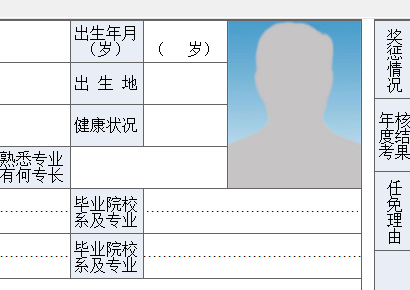 出生年月
（岁）
（ 岁）
出 生 地
健康状况
熟悉专业
有何专长
毕业院校
系及专业
毕业院校
系及专业
奖惩情况
年度考
核结果
任免理由